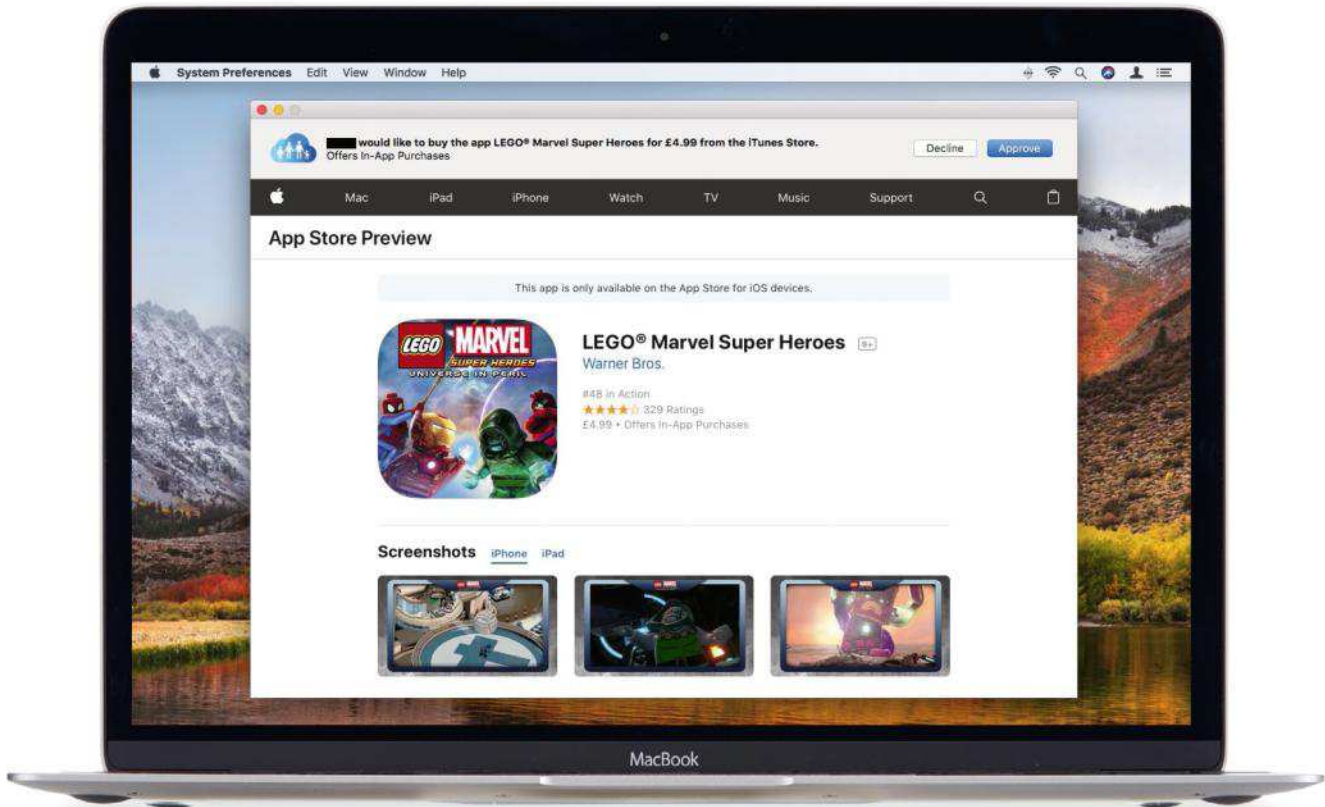 System Preferences Edit View Window Help
would like to buy the app LEGO® Marvel Super Heroes for £4.99 from the iTunes Store.
Offers In-App Purchases
Decline
Approve
Mac iPad iPhone Watch TV Music Support
App Store Preview
This app is only available on the App Store for iOS devices.
LEGO MARVEL
SUPER HEROES
UNIVERSE IN PERIL
LEGO® Marvel Super Heroes 9+
Warner Bros.
#48 in Action
329 Ratings
£4.99 • Offers In-App Purchases
Screenshots iPhone iPad
MacBook